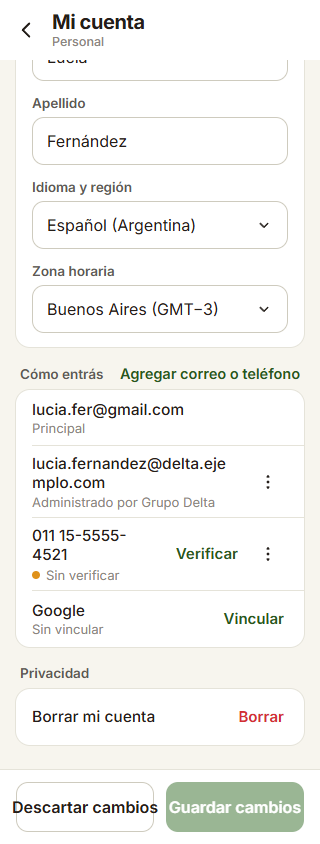 Mi cuenta
Personal
Lucía
Apellido
Fernández
Idioma y región
Español (Argentina)
Zona horaria
Buenos Aires (GMT−3)
Cómo entrás
Agregar correo o teléfono
lucia.fer@gmail.com
Principal
lucia.fernandez@delta.eje
mplo.com
Administrado por Grupo Delta
011 15-5555-
4521
Verificar
Sin verificar
Google
Vincular
Sin vincular
Privacidad
Borrar mi cuenta
Borrar
Descartar cambios
Guardar cambios